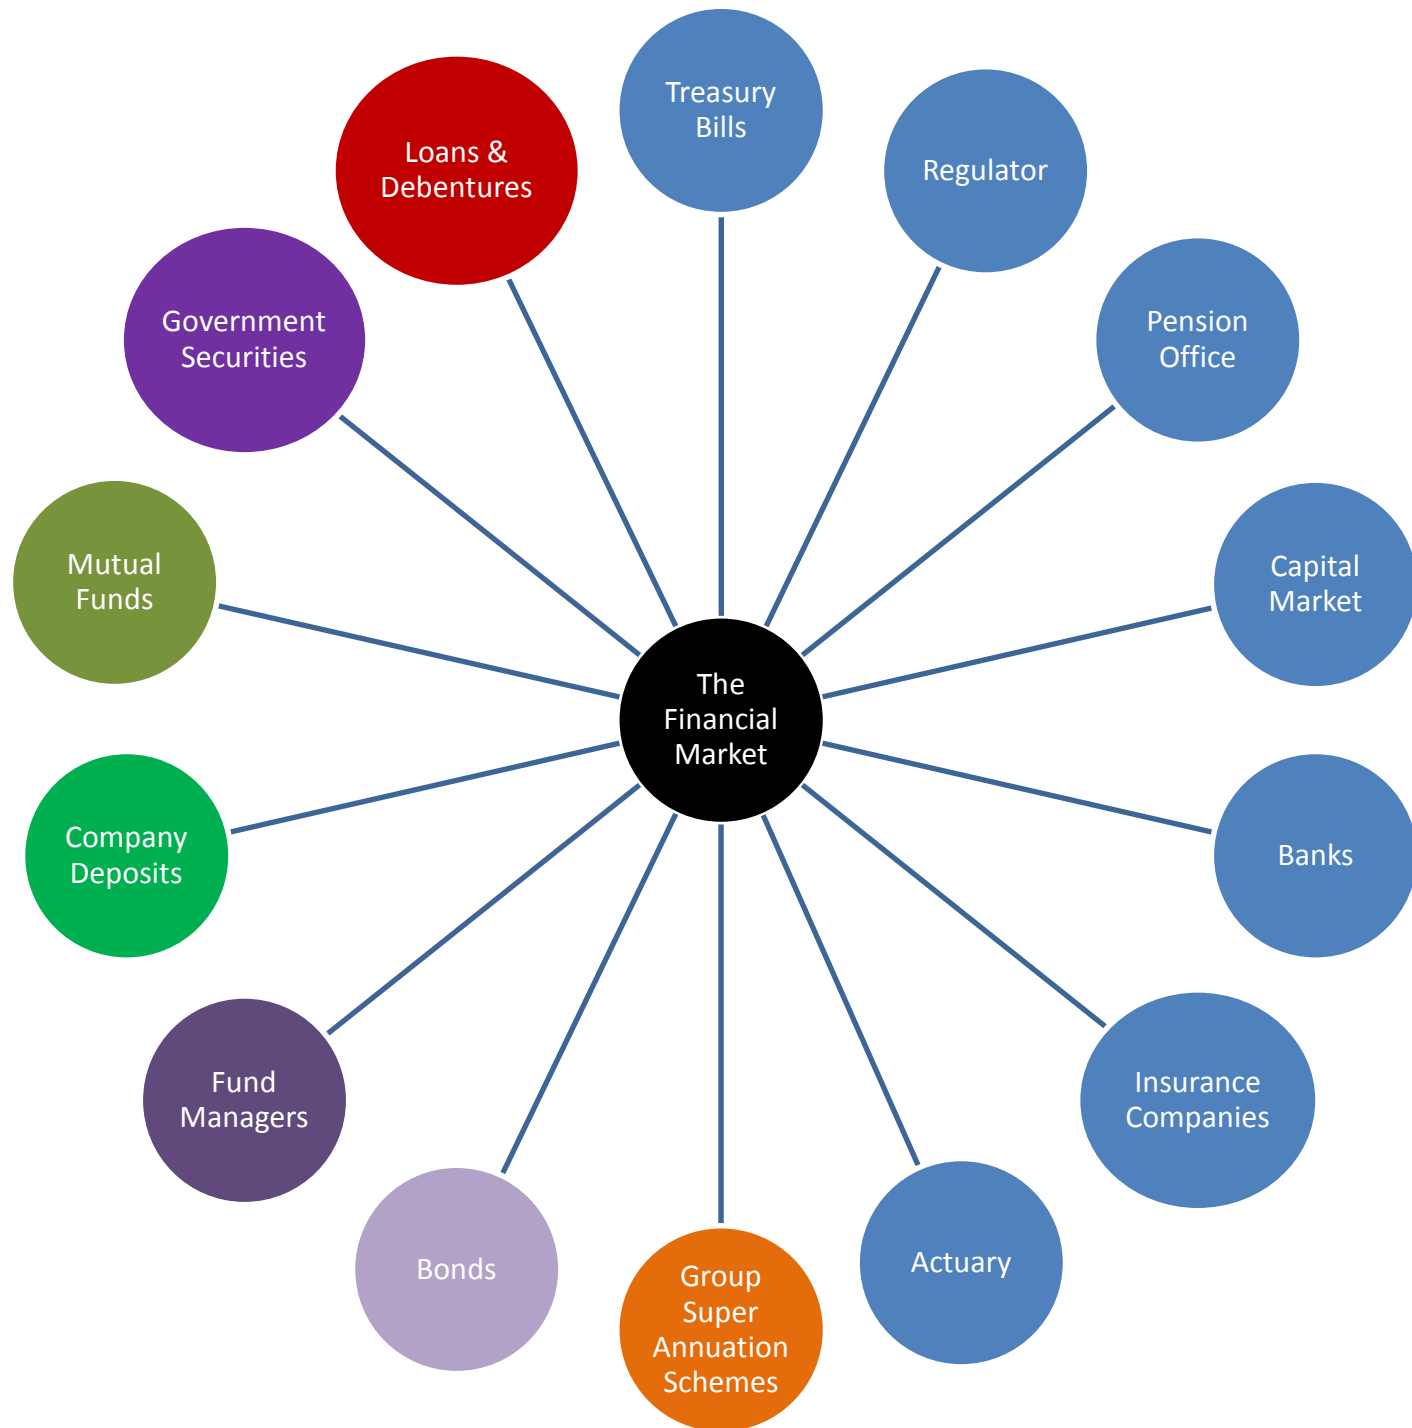 Treasury
Bills
Regulator
Pension
Office
Capital
Market
Banks
Insurance
Companies
Actuary
Group
Super
Annuation
Schemes
Bonds
Fund
Managers
Company
Deposits
Mutual
Funds
Government
Securities
Loans &
Debentures
The
Financial
Market